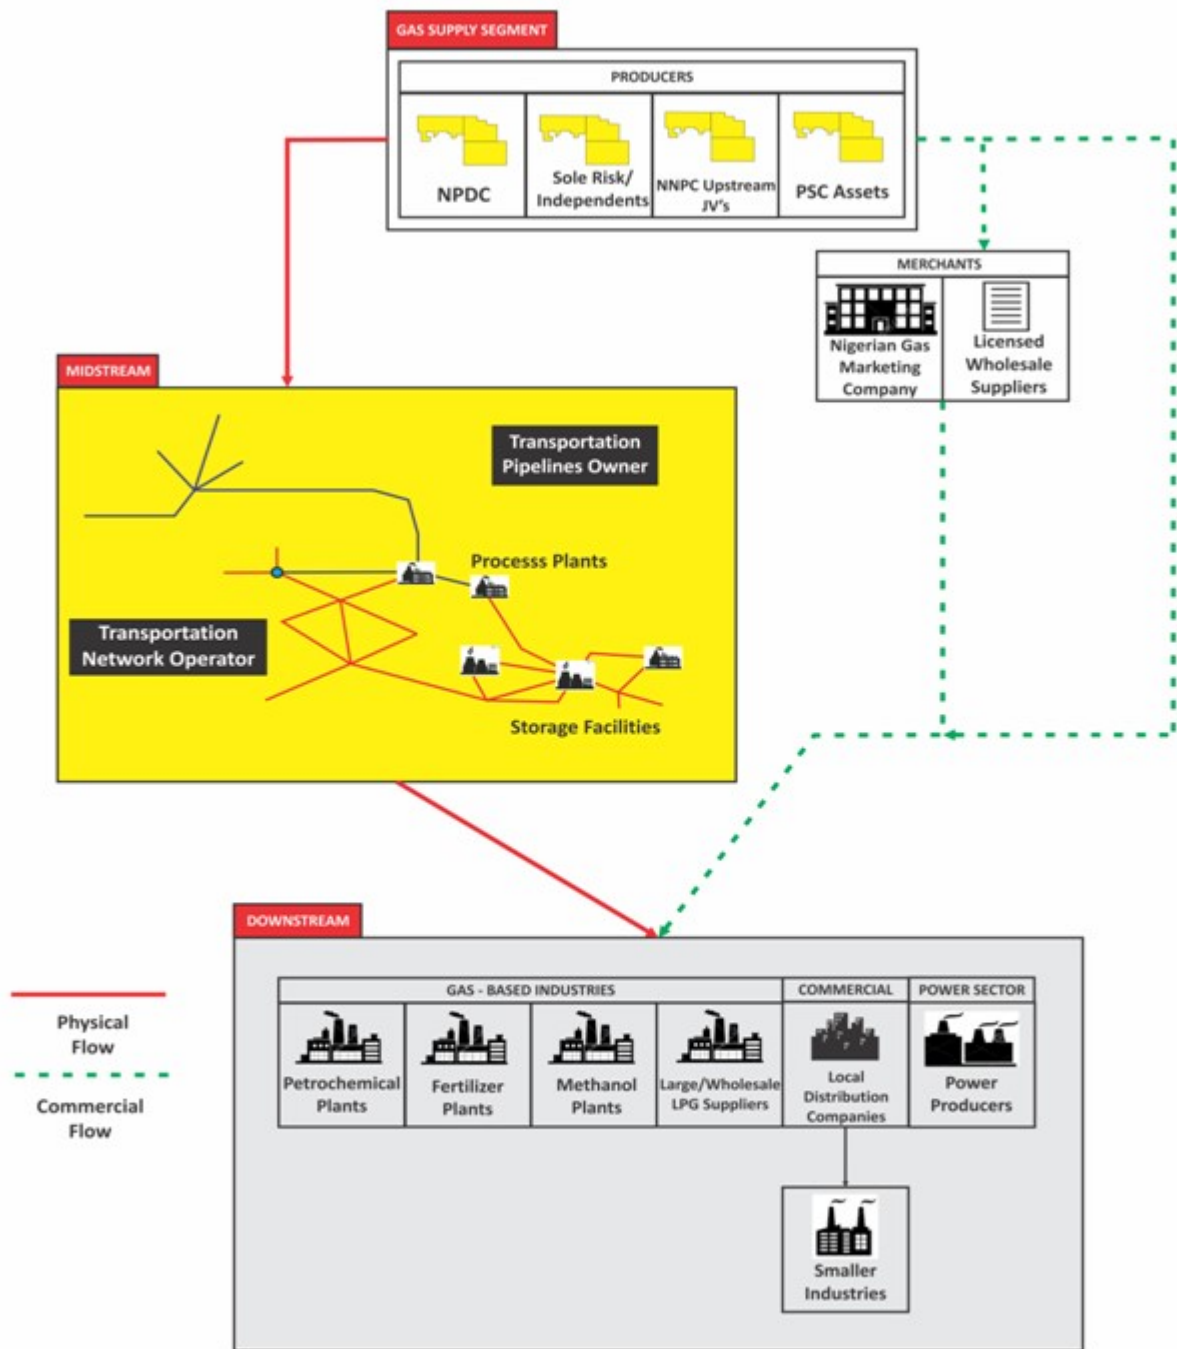 GAS SUPPLY SEGMENT
PRODUCERS
NPDC
Sole Risk/
Independents
NNPC Upstream
JV's
PSC Assets
MERCHANTS
Nigerian Gas
Marketing
Company
Licensed
Wholesale
Suppliers
MIDSTREAM
Transportation
Pipelines Owner
Processs Plants
Transportation
Network Operator
Storage Facilities
DOWNSTREAM
GAS - BASED INDUSTRIES
COMMERCIAL
POWER SECTOR
Petrochemical
Plants
Fertilizer
Plants
Methanol
Plants
Large/Wholesale
LPG Suppliers
Local
Distribution
Companies
Power
Producers
Smaller
Industries
Physical
Flow
Commercial
Flow